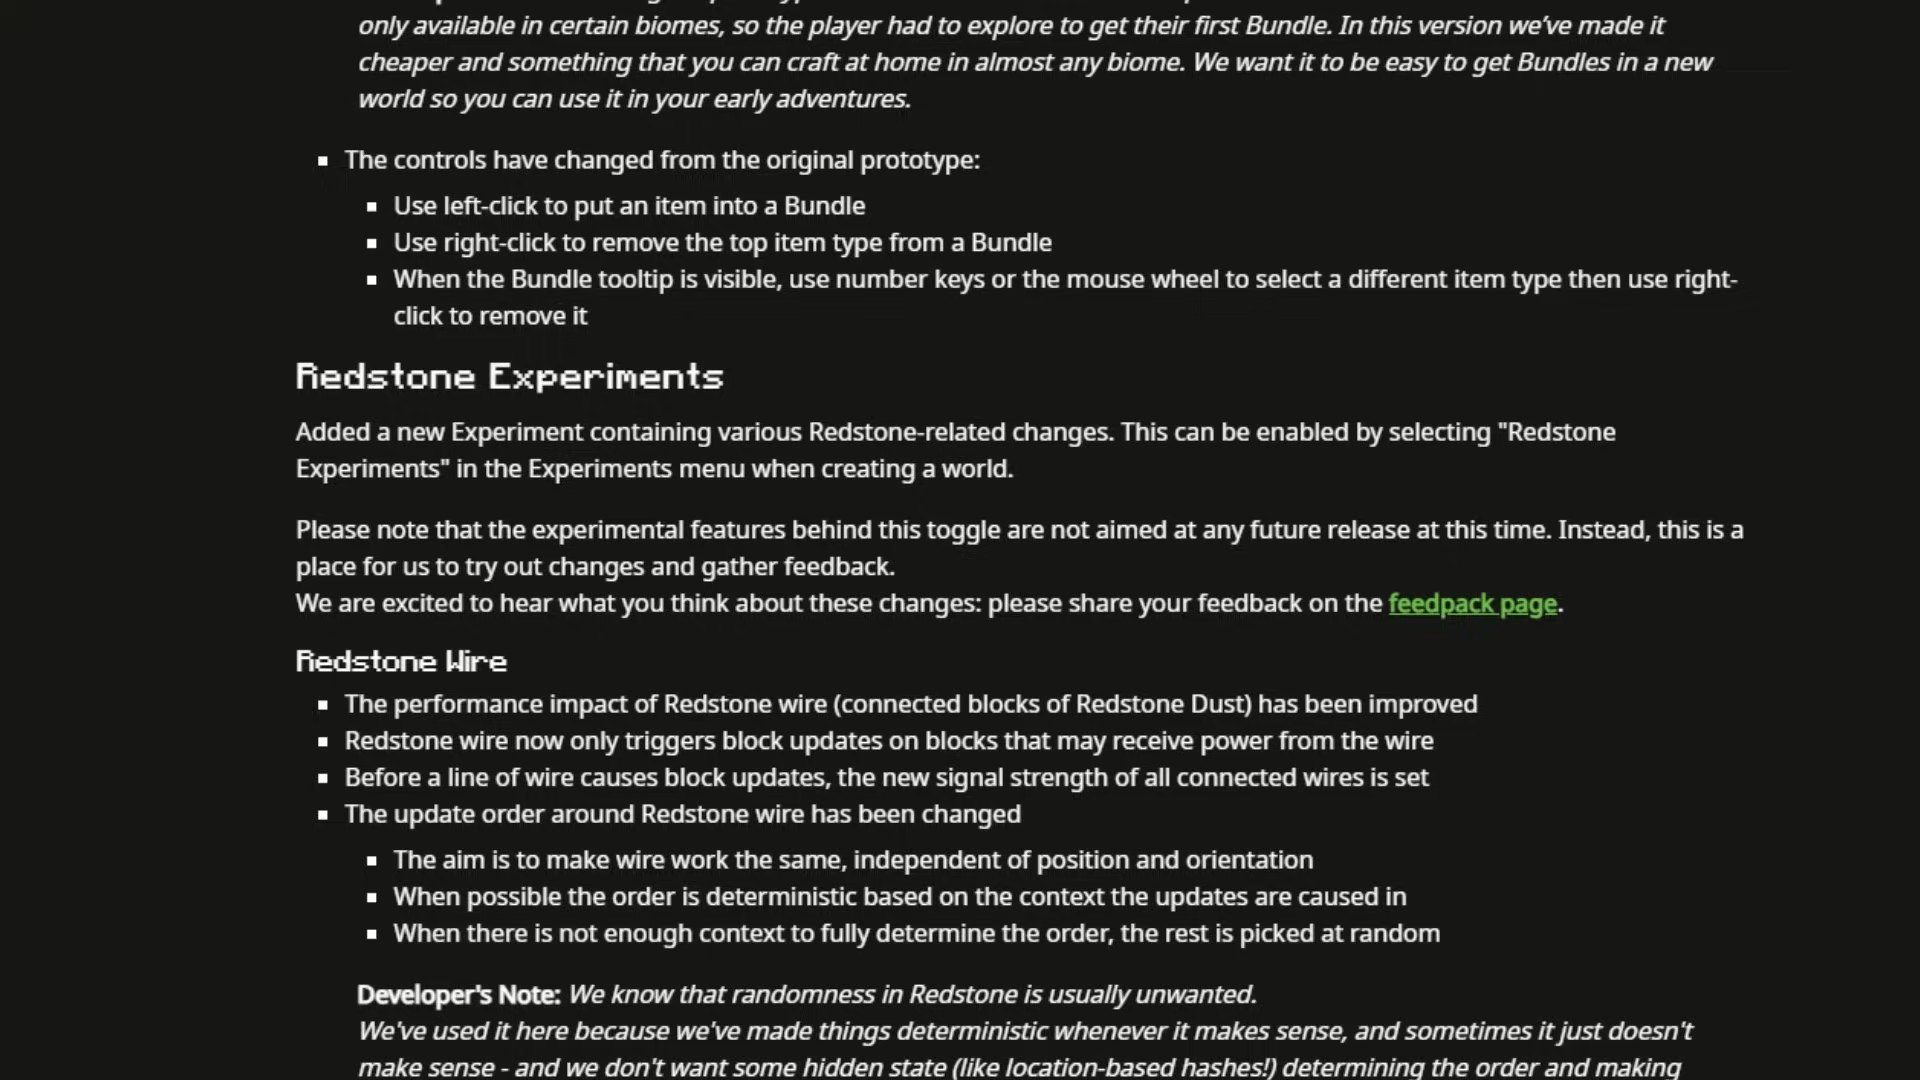 only available in certain biomes, so the player had to explore to get their first Bundle. In this version we've made it
cheaper and something that you can craft at home in almost any biome. We want it to be easy to get Bundles in a new
world so you can use it in your early adventures.
The controls have changed from the original prototype:
Use left-click to put an item into a Bundle
Use right-click to remove the top item type from a Bundle
When the Bundle tooltip is visible, use number keys or the mouse wheel to select a different item type then use right-
click to remove it
Redstone Experiments
Added a new Experiment containing various Redstone-related changes. This can be enabled by selecting "Redstone
Experiments" in the Experiments menu when creating a world.
Please note that the experimental features behind this toggle are not aimed at any future release at this time. Instead, this is a
place for us to try out changes and gather feedback.
We are excited to hear what you think about these changes: please share your feedback on the feedpack page.
Redstone Wire
The performance impact of Redstone wire (connected blocks of Redstone Dust) has been improved
Redstone wire now only triggers block updates on blocks that may receive power from the wire
Before a line of wire causes block updates, the new signal strength of all connected wires is set
The update order around Redstone wire has been changed
The aim is to make wire work the same, independent of position and orientation
When possible the order is deterministic based on the context the updates are caused in
When there is not enough context to fully determine the order, the rest is picked at random
Developer's Note: We know that randomness in Redstone is usually unwanted.
We've used it here because we've made things deterministic whenever it makes sense, and sometimes it just doesn't
make sense - and we don't want some hidden state (like location-based hashes!) determining the order and making